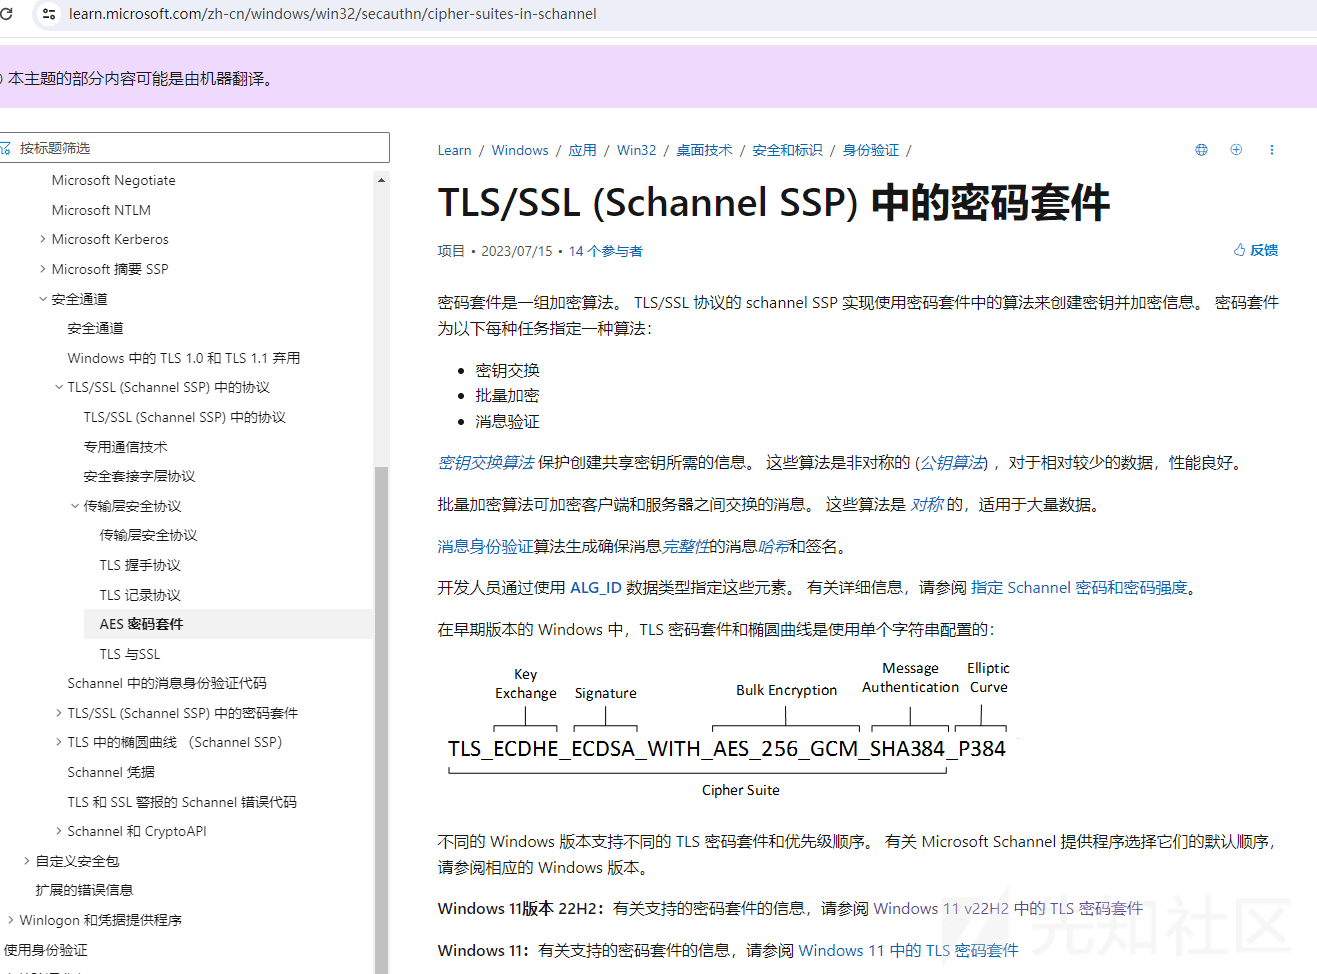 learn.microsoft.com/zh-cn/windows/win32/secauthn/cipher-suites-in-schannel
本主题的部分内容可能是由机器翻译。
按标题筛选
Microsoft Negotiate
Microsoft NTLM
Microsoft Kerberos
Microsoft 摘要 SSP
安全通道
安全通道
Windows 中的 TLS 1.0 和 TLS 1.1 弃用
TLS/SSL (Schannel SSP) 中的协议
TLS/SSL (Schannel SSP) 中的协议
专用通信技术
安全套接字层协议
传输层安全协议
传输层安全协议
TLS 握手协议
TLS 记录协议
AES 密码套件
TLS 与SSL
Schannel 中的消息身份验证代码
TLS/SSL (Schannel SSP) 中的密码套件
TLS 中的椭圆曲线 （Schannel SSP）
Schannel 凭据
TLS 和 SSL 警报的 Schannel 错误代码
Schannel 和 CryptoAPI
自定义安全包
扩展的错误信息
Winlogon 和凭据提供程序
使用身份验证
Learn / Windows / 应用 / Win32 / 桌面技术 / 安全和标识 / 身份验证 /
TLS/SSL (Schannel SSP) 中的密码套件
项目 • 2023/07/15 • 14 个参与者
反馈
密码套件是一组加密算法。 TLS/SSL 协议的 schannel SSP 实现使用密码套件中的算法来创建密钥并加密信息。 密码套件
为以下每种任务指定一种算法：
• 密钥交换
• 批量加密
• 消息验证
密钥交换算法 保护创建共享密钥所需的信息。 这些算法是非对称的 (公钥算法) ，对于相对较少的数据，性能良好。
批量加密算法可加密客户端和服务器之间交换的消息。 这些算法是 对称 的，适用于大量数据。
消息身份验证算法生成确保消息完整性的消息哈希和签名。
开发人员通过使用 ALG_ID 数据类型指定这些元素。 有关详细信息，请参阅 指定 Schannel 密码和密码强度。
在早期版本的 Windows 中，TLS 密码套件和椭圆曲线是使用单个字符串配置的：
Key
Exchange
Signature
Bulk Encryption
Message
Authentication
Elliptic
Curve
TLS_ECDHE_ECDSA_WITH_AES_256_GCM_SHA384_P384
Cipher Suite
不同的 Windows 版本支持不同的 TLS 密码套件和优先级顺序。 有关 Microsoft Schannel 提供程序选择它们的默认顺序，
请参阅相应的 Windows 版本。
Windows 11版本 22H2：有关支持的密码套件的信息，请参阅 Windows 11 v22H2 中的 TLS 密码套件
Windows 11：有关支持的密码套件的信息，请参阅 Windows 11 中的 TLS 密码套件
先知社区